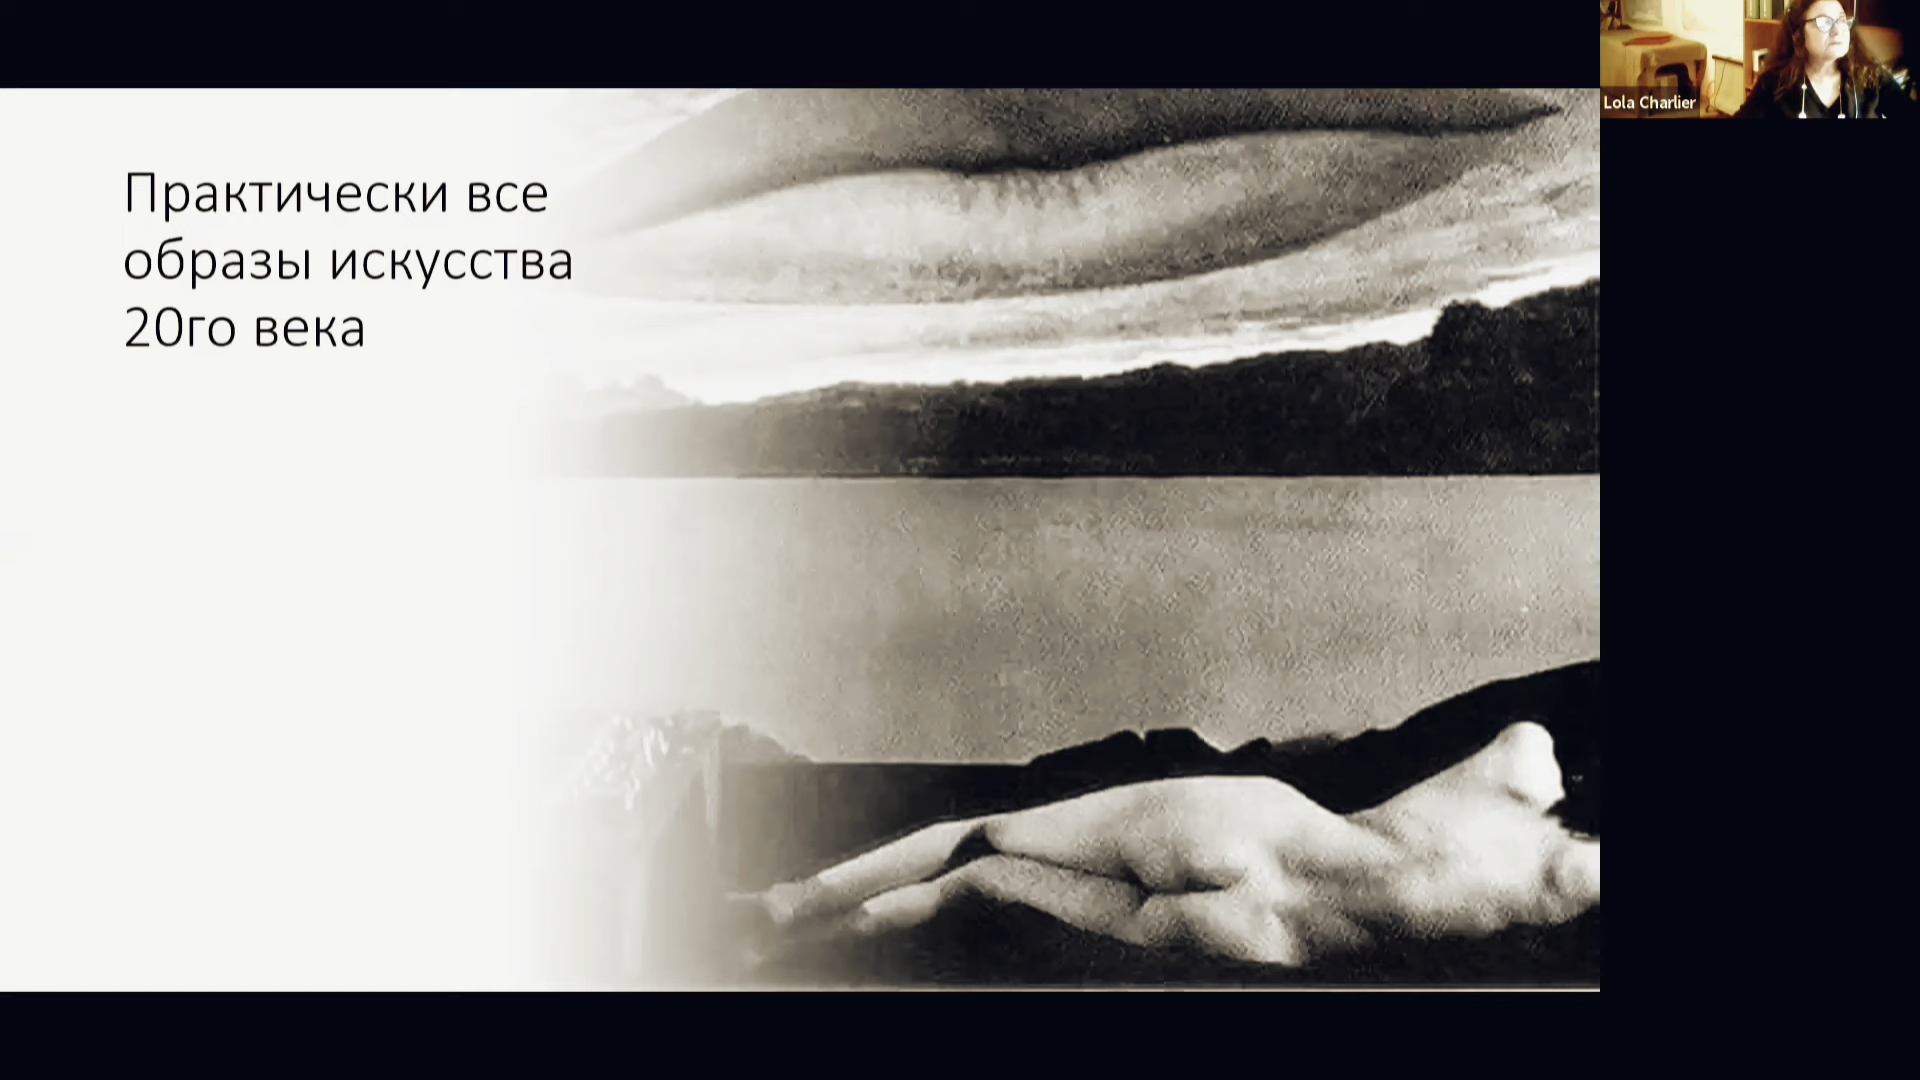 Практически все
образы искусства
20го века
Lola Charlier